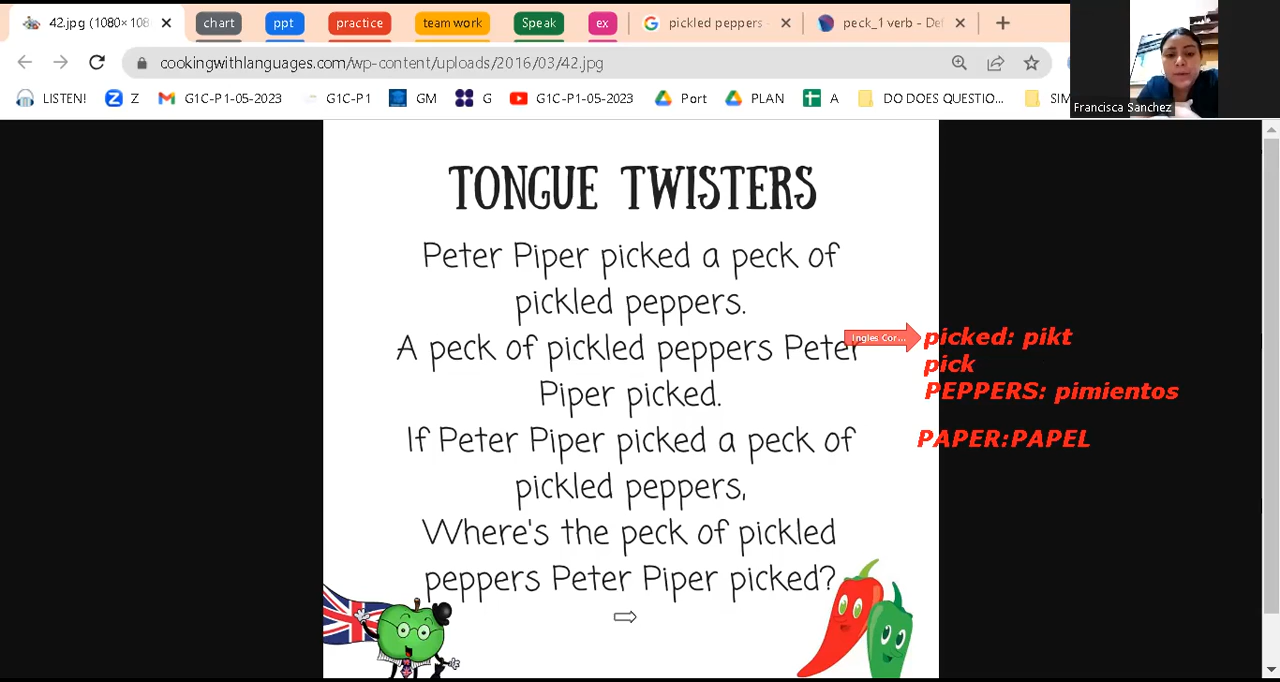 42.jpg (1080×108
chart
ppt
practice
team work
Speak
ex
pickled peppers -
peck_1 verb - Def
cookingwithlanguages.com/wp-content/uploads/2016/03/42.jpg
LISTEN!
Z
G1C-P1-05-2023
G1C-P1
GM
G
G1C-P1-05-2023
Port
PLAN
A
DO DOES QUESTIO...
SIM
Francisca Sanchez
TONGUE TWISTERS
Peter Piper picked a peck of
pickled peppers.
A peck of pickled peppers Peter
Piper picked.
If Peter Piper picked a peck of
pickled peppers,
Where's the peck of pickled
peppers Peter Piper picked?
Ingles Cor...
picked: pikt
pick
PEPPERS: pimientos
PAPER:PAPEL